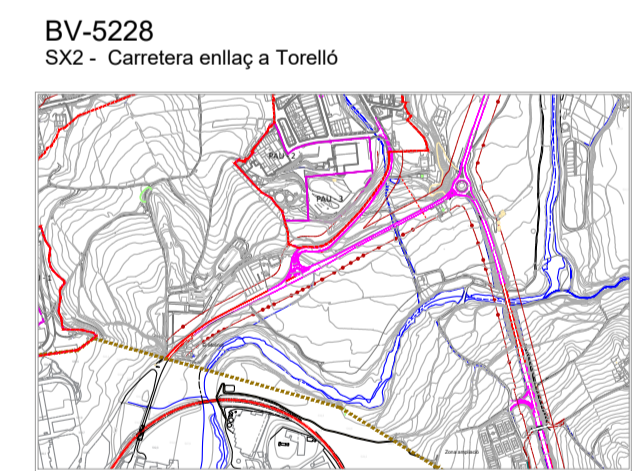 BV-5228
SX2 - Carretera enllaç a Torelló
PAU - 2
PAU - 3
Zona ampliació